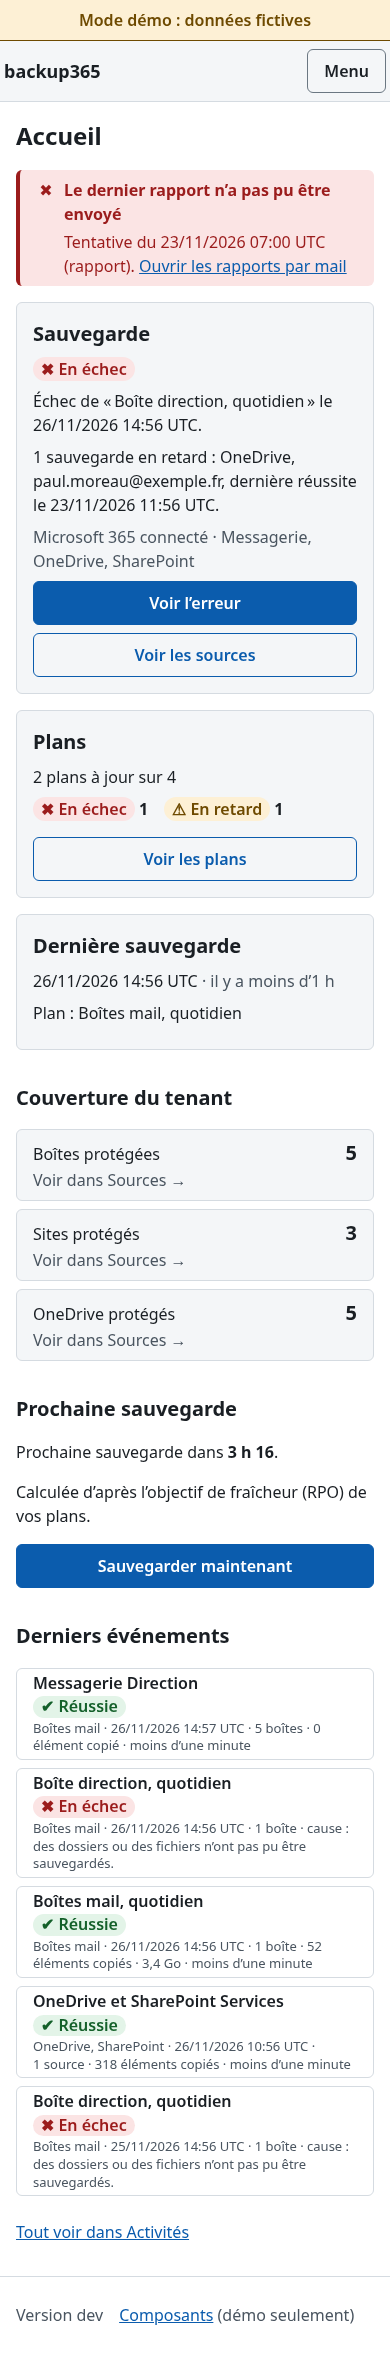 Mode démo : données fictives
backup365
Menu
Accueil
✖ Le dernier rapport n’a pas pu être
envoyé
Tentative du 23/11/2026 07:00 UTC
(rapport). Ouvrir les rapports par mail
Sauvegarde
✖ En échec
Échec de « Boîte direction, quotidien » le
26/11/2026 14:56 UTC.
1 sauvegarde en retard : OneDrive,
paul.moreau@exemple.fr, dernière réussite
le 23/11/2026 11:56 UTC.
Microsoft 365 connecté · Messagerie,
OneDrive, SharePoint
Voir l’erreur
Voir les sources
Plans
2 plans à jour sur 4
✖ En échec 1 ⚠ En retard 1
Voir les plans
Dernière sauvegarde
26/11/2026 14:56 UTC · il y a moins d’1 h
Plan : Boîtes mail, quotidien
Couverture du tenant
Boîtes protégées 5
Voir dans Sources →
Sites protégés 3
Voir dans Sources →
OneDrive protégés 5
Voir dans Sources →
Prochaine sauvegarde
Prochaine sauvegarde dans 3 h 16.
Calculée d’après l’objectif de fraîcheur (RPO) de
vos plans.
Sauvegarder maintenant
Derniers événements
Messagerie Direction
✔ Réussie
Boîtes mail · 26/11/2026 14:57 UTC · 5 boîtes · 0
élément copié · moins d’une minute
Boîte direction, quotidien
✖ En échec
Boîtes mail · 26/11/2026 14:56 UTC · 1 boîte · cause :
des dossiers ou des fichiers n’ont pas pu être
sauvegardés.
Boîtes mail, quotidien
✔ Réussie
Boîtes mail · 26/11/2026 14:56 UTC · 1 boîte · 52
éléments copiés · 3,4 Go · moins d’une minute
OneDrive et SharePoint Services
✔ Réussie
OneDrive, SharePoint · 26/11/2026 10:56 UTC ·
1 source · 318 éléments copiés · moins d’une minute
Boîte direction, quotidien
✖ En échec
Boîtes mail · 25/11/2026 14:56 UTC · 1 boîte · cause :
des dossiers ou des fichiers n’ont pas pu être
sauvegardés.
Tout voir dans Activités
Version dev Composants (démo seulement)